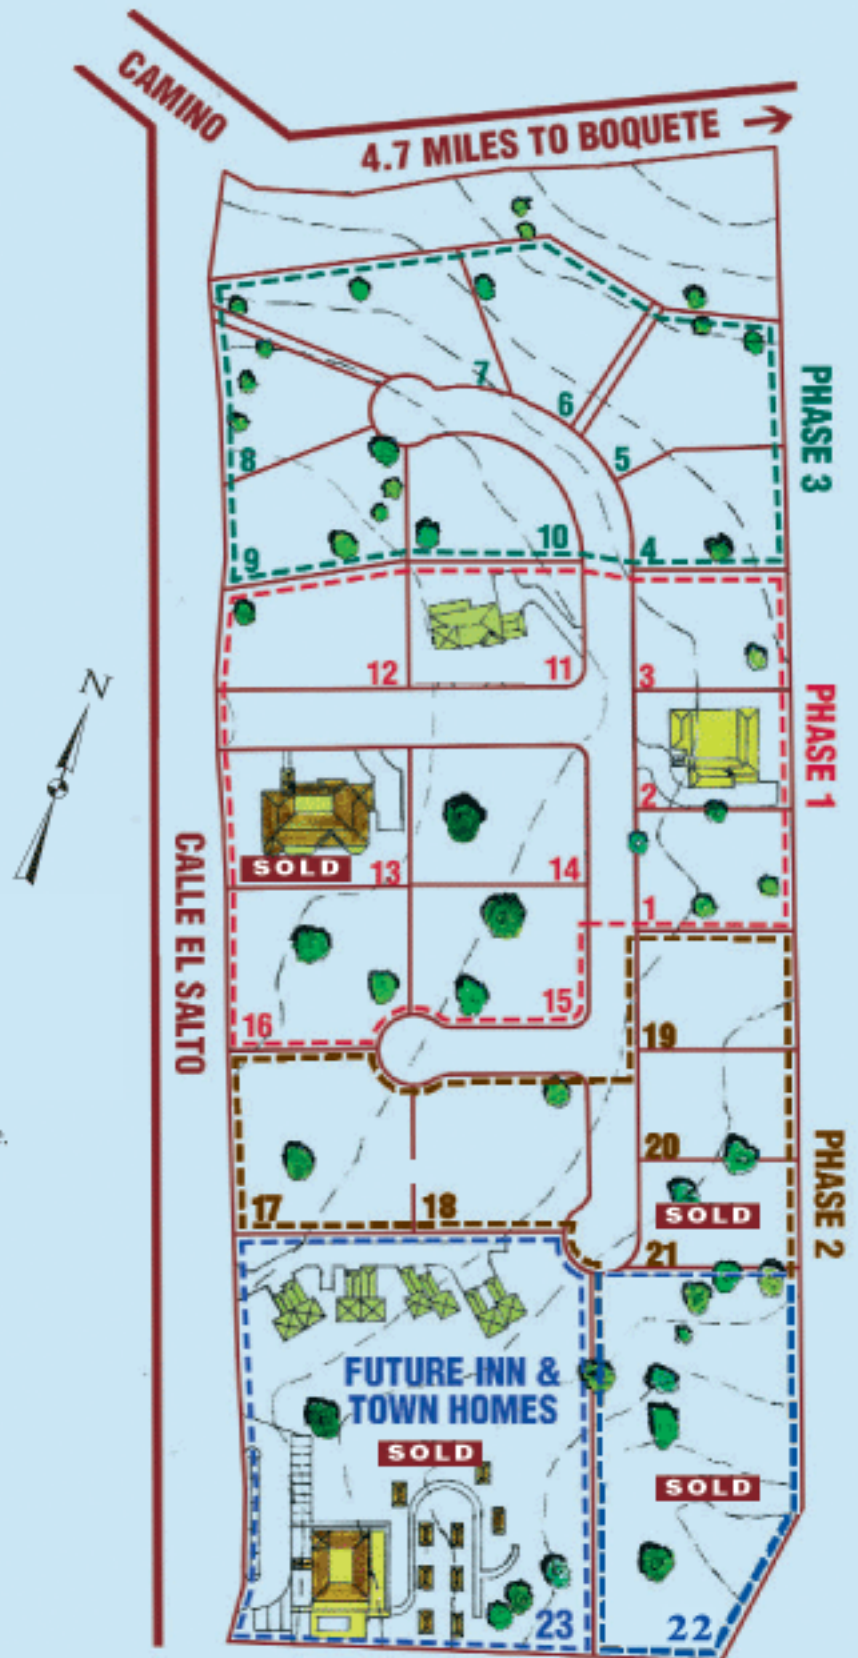 CAMINO
4.7 MILES TO BOQUETE
PHASE 3
7
6
5
8
10
4
9
12
11
3
N
PHASE 1
2
CALLE EL SALTO
SOLD
13
14
1
16
15
19
20
PHASE 2
17
18
SOLD
21
FUTURE INN &
TOWN HOMES
SOLD
SOLD
23
22